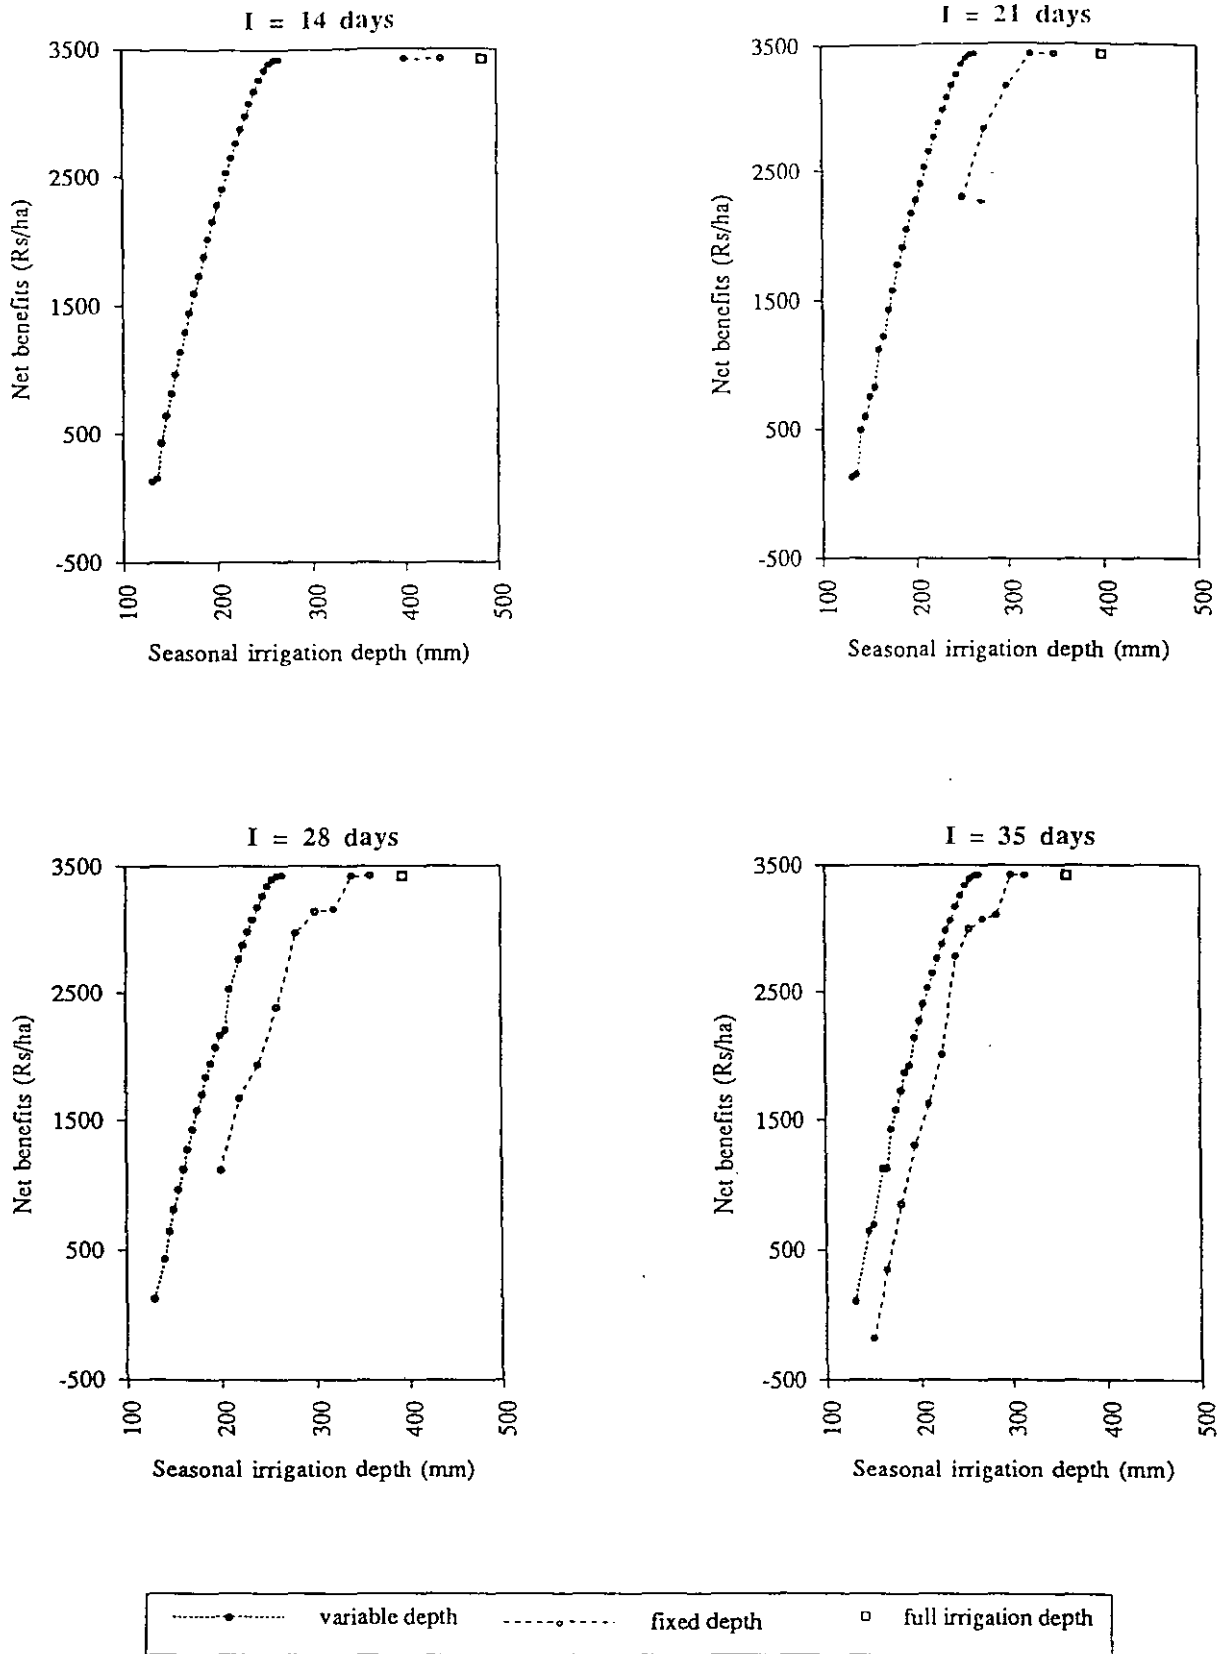 I = 14 days
3500
2500
1500
500
-500
Net benefits (Rs/ha)
100
200
300
400
500
Seasonal irrigation depth (mm)
I = 21 days
3500
2500
1500
500
-500
Net benefits (Rs/ha)
100
200
300
400
500
Seasonal irrigation depth (mm)
I = 28 days
3500
2500
1500
500
-500
Net benefits (Rs/ha)
100
200
300
400
500
Seasonal irrigation depth (mm)
I = 35 days
3500
2500
1500
500
-500
Net benefits (Rs/ha)
100
200
300
400
500
Seasonal irrigation depth (mm)
variable depth
fixed depth
full irrigation depth